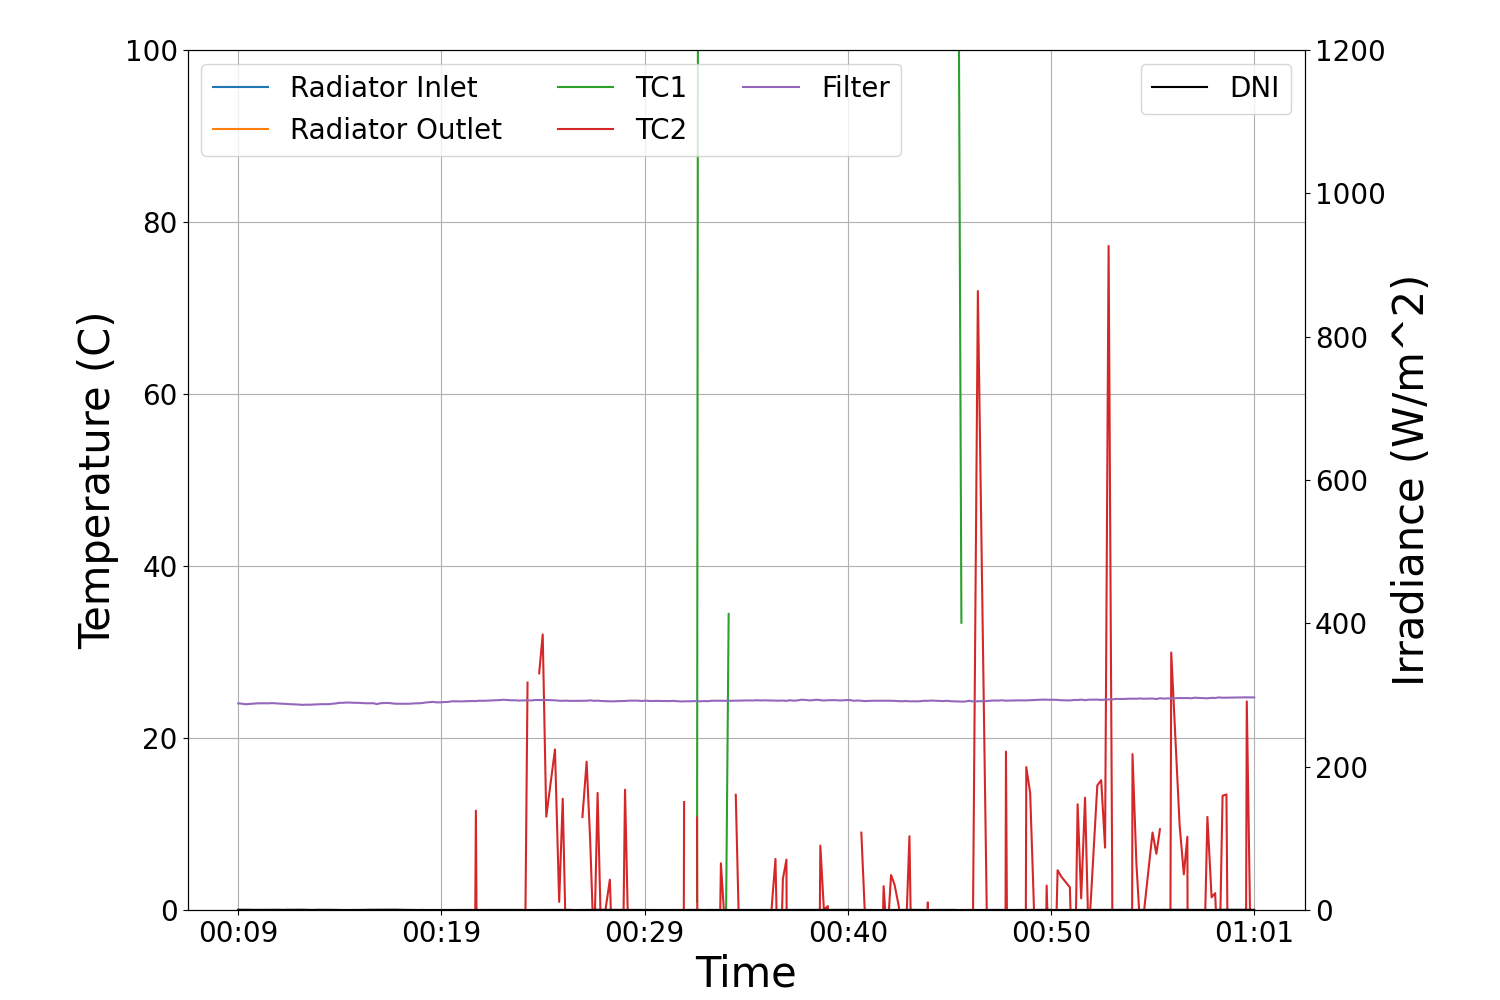 100
80
60
40
20
0
Temperature (C)
Radiator Inlet
Radiator Outlet
TC1
TC2
Filter
DNI
1200
1000
800
600
400
200
0
Irradiance (W/m^2)
00:09 00:19 00:29 00:40 00:50 01:01
Time